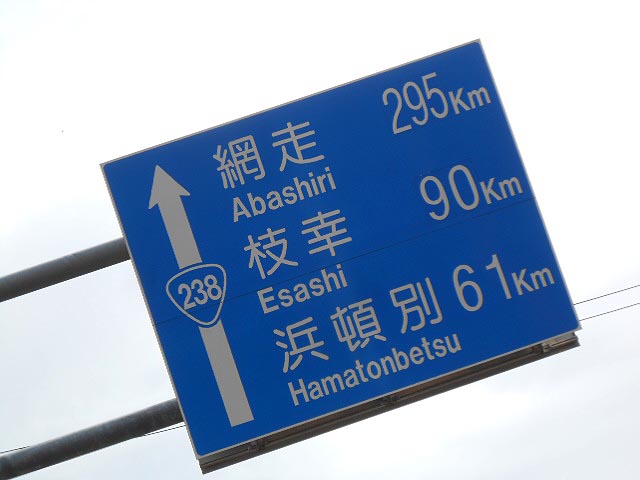 網走 295Km
Abashiri
枝幸 90Km
Esashi
238
浜頓別 61Km
Hamatonbetsu